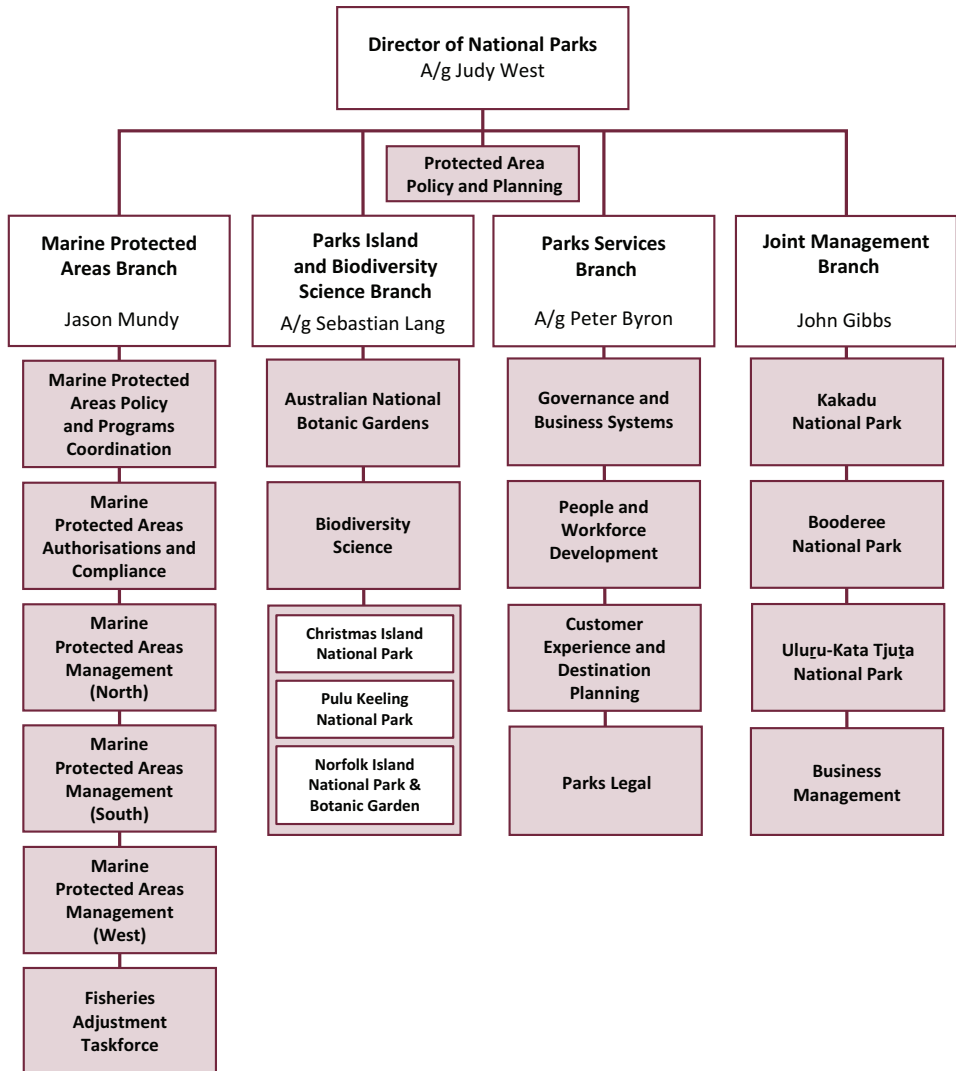 Director of National Parks
A/g Judy West
Protected Area
Policy and Planning
Marine Protected
Areas Branch
Jason Mundy
Marine Protected
Areas Policy
and Programs
Coordination
Marine
Protected Areas
Authorisations and
Compliance
Marine
Protected Areas
Management
(North)
Marine
Protected Areas
Management
(South)
Marine
Protected Areas
Management
(West)
Fisheries
Adjustment
Taskforce
Parks Island
and Biodiversity
Science Branch
A/g Sebastian Lang
Australian National
Botanic Gardens
Biodiversity
Science
Christmas Island
National Park
Pulu Keeling
National Park
Norfolk Island
National Park &
Botanic Garden
Parks Services
Branch
A/g Peter Byron
Governance and
Business Systems
People and
Workforce
Development
Customer
Experience and
Destination
Planning
Parks Legal
Joint Management
Branch
John Gibbs
Kakadu
National Park
Booderee
National Park
Uluṟu-Kata Tjuṯa
National Park
Business
Management